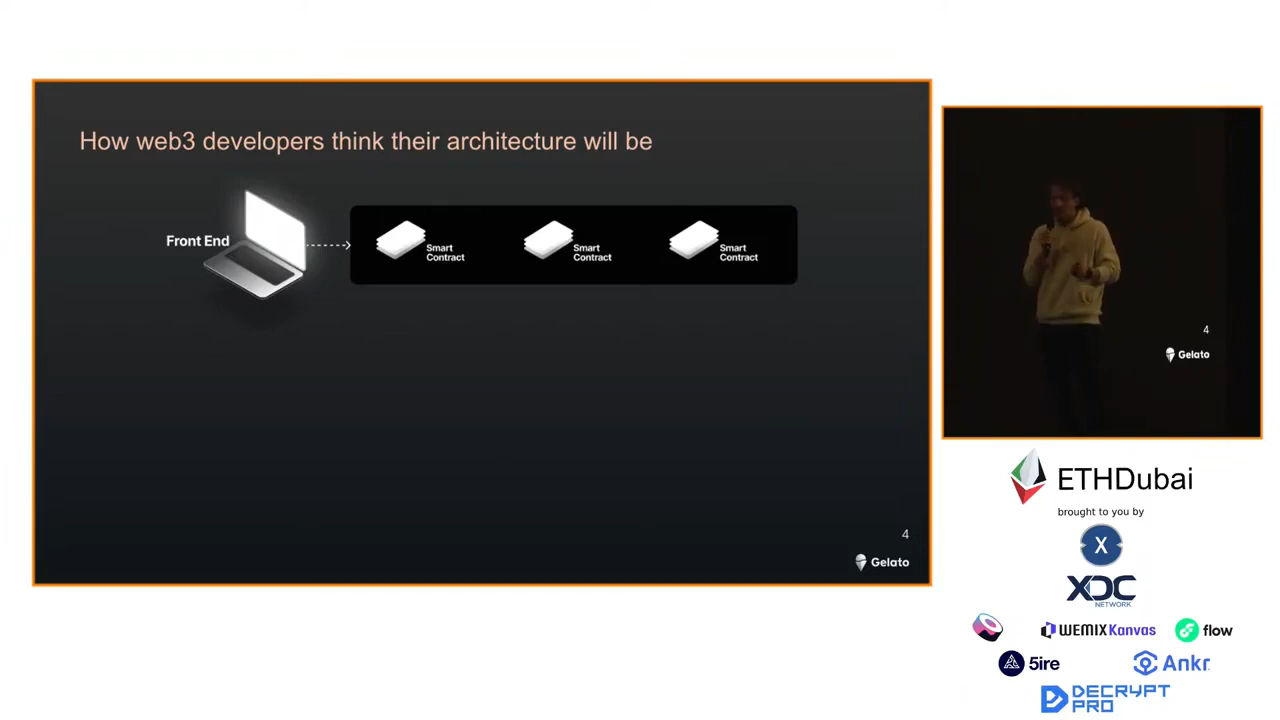 How web3 developers think their architecture will be
Front End
Smart
Contract
Smart
Contract
Smart
Contract
4
Gelato
4
Gelato
ETHDubai
brought to you by
X
XDC
NETWORK
WEMIX Kanvas
flow
5ire
Ankr
DECRYPT
PRO